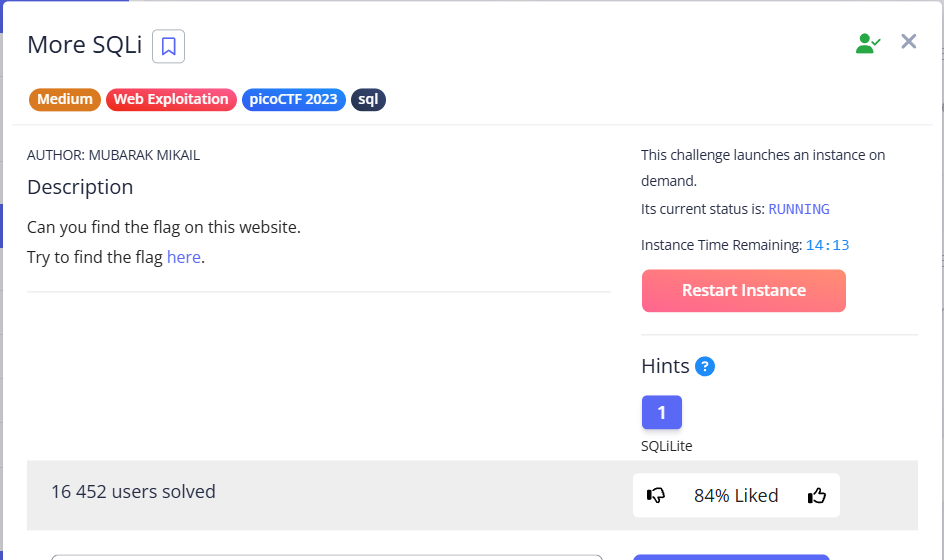 More SQLi
Medium Web Exploitation picoCTF 2023 sql
AUTHOR: MUBARAK MIKAIL
Description
Can you find the flag on this website.
Try to find the flag here.
This challenge launches an instance on
demand.
Its current status is: RUNNING
Instance Time Remaining: 14:13
Restart Instance
Hints ?
1
SQLiLite
16 452 users solved
84% Liked